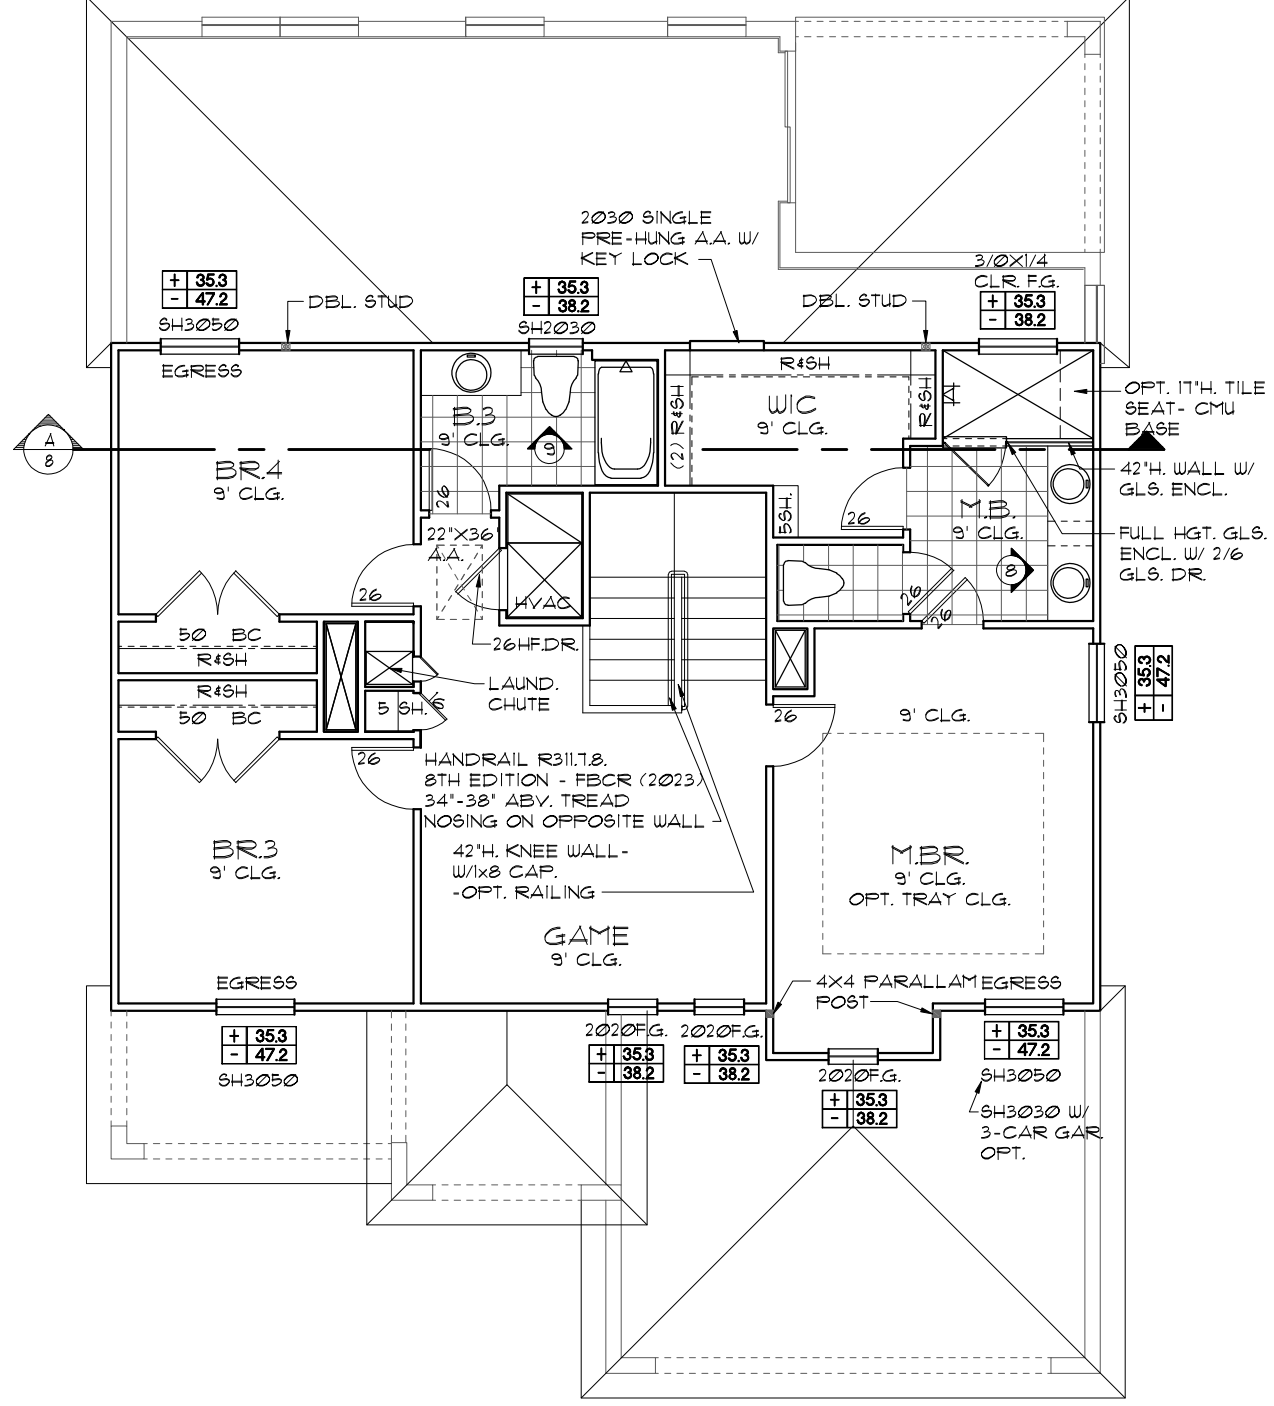 2030 SINGLE
PRE-HUNG A.A. W/
KEY LOCK
3/0X1/4
CLR. F.G.
+ 35.3
- 47.2
SH3050
EGRESS
DBL. STUD
+ 35.3
- 38.2
SH2030
DBL. STUD
+ 35.3
- 38.2
R&SH
(2) R&SH
R&SH
WIC
9' CLG.
OPT. 17"H. TILE
SEAT- CMU
BASE
B.3
9' CLG.
9
A
8
BR.4
9' CLG.
42"H. WALL W/
GLS. ENCL.
26
5SH.
26
M.B.
9' CLG.
FULL HGT. GLS.
ENCL. W/ 2/6
GLS. DR.
22"X36"
A.A.
8
26
HVAC
26
26
50 BC
R&SH
26HF.DR.
R&SH
50 BC
LAUND.
CHUTE
5 SH.
16
SH3050
+ 35.3
- 47.2
26
9' CLG.
26
HANDRAIL R311.7.8.
8TH EDITION - FBCR (2023)
34"-38" ABV. TREAD
NOSING ON OPPOSITE WALL
42"H. KNEE WALL-
W/1x8 CAP.
-OPT. RAILING
BR.3
9' CLG.
M.BR.
9' CLG.
OPT. TRAY CLG.
GAME
9' CLG.
EGRESS
4X4 PARALLAM
POST
EGRESS
+ 35.3
- 47.2
SH3050
2020F.G.
+ 35.3
- 38.2
2020F.G.
+ 35.3
- 38.2
2020F.G.
+ 35.3
- 38.2
+ 35.3
- 47.2
SH3050
SH3030 W/
3-CAR GAR.
OPT.